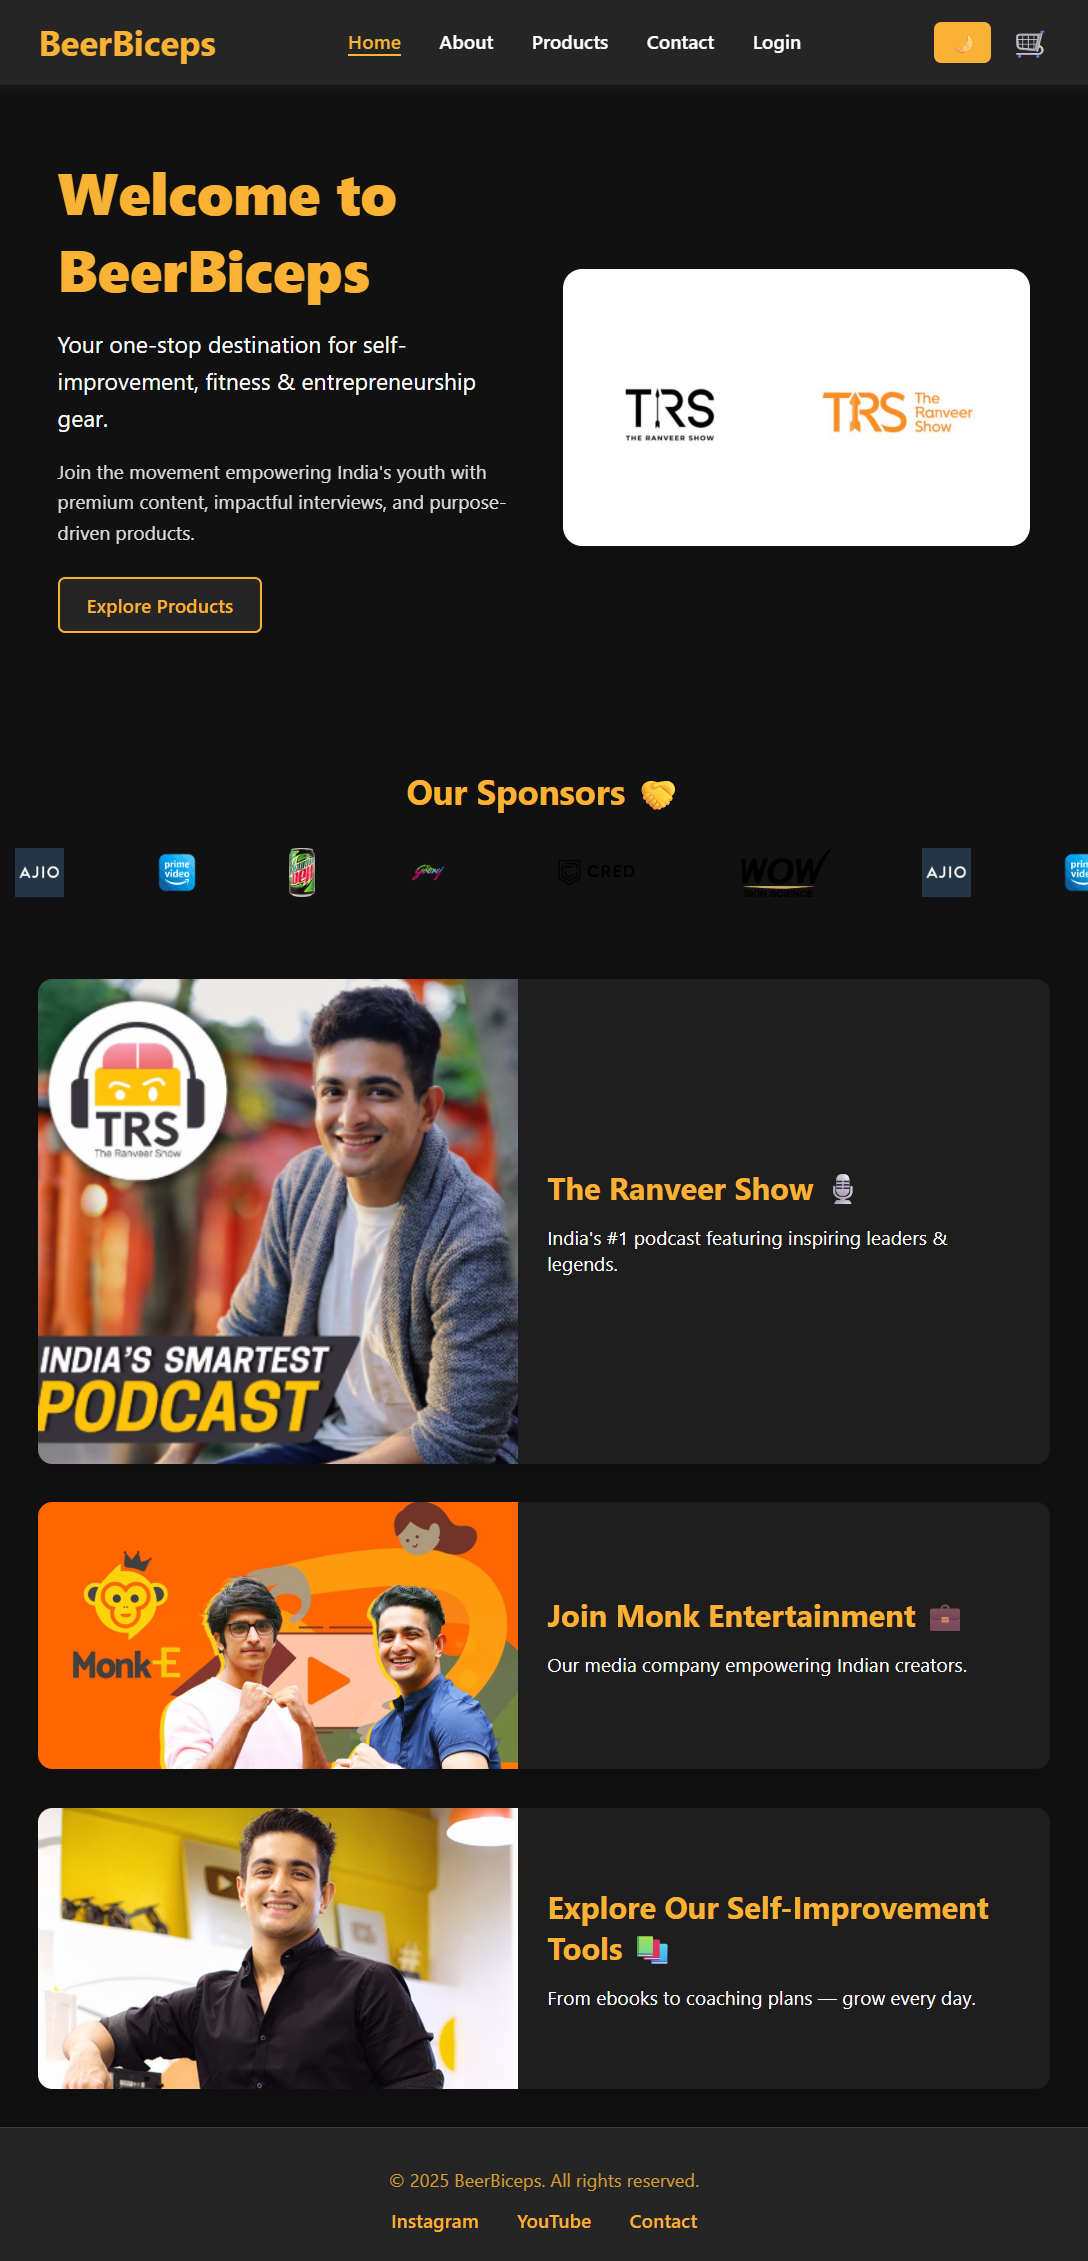 BeerBiceps
Home About Products Contact Login
Welcome to
BeerBiceps
Your one-stop destination for self-
improvement, fitness & entrepreneurship
gear.
Join the movement empowering India's youth with
premium content, impactful interviews, and purpose-
driven products.
Explore Products
TRS
THE RANVEER SHOW
TRS The
Ranveer
Show
Our Sponsors
AJIO
prime
video
Mountain
Dew
Godrej
CRED
WOW
SKIN SCIENCE
AJIO
TRS
The Ranveer Show
INDIA'S SMARTEST
PODCAST
The Ranveer Show
India's #1 podcast featuring inspiring leaders &
legends.
Monk-E
Join Monk Entertainment
Our media company empowering Indian creators.
Explore Our Self-Improvement
Tools
From ebooks to coaching plans — grow every day.
© 2025 BeerBiceps. All rights reserved.
Instagram YouTube Contact